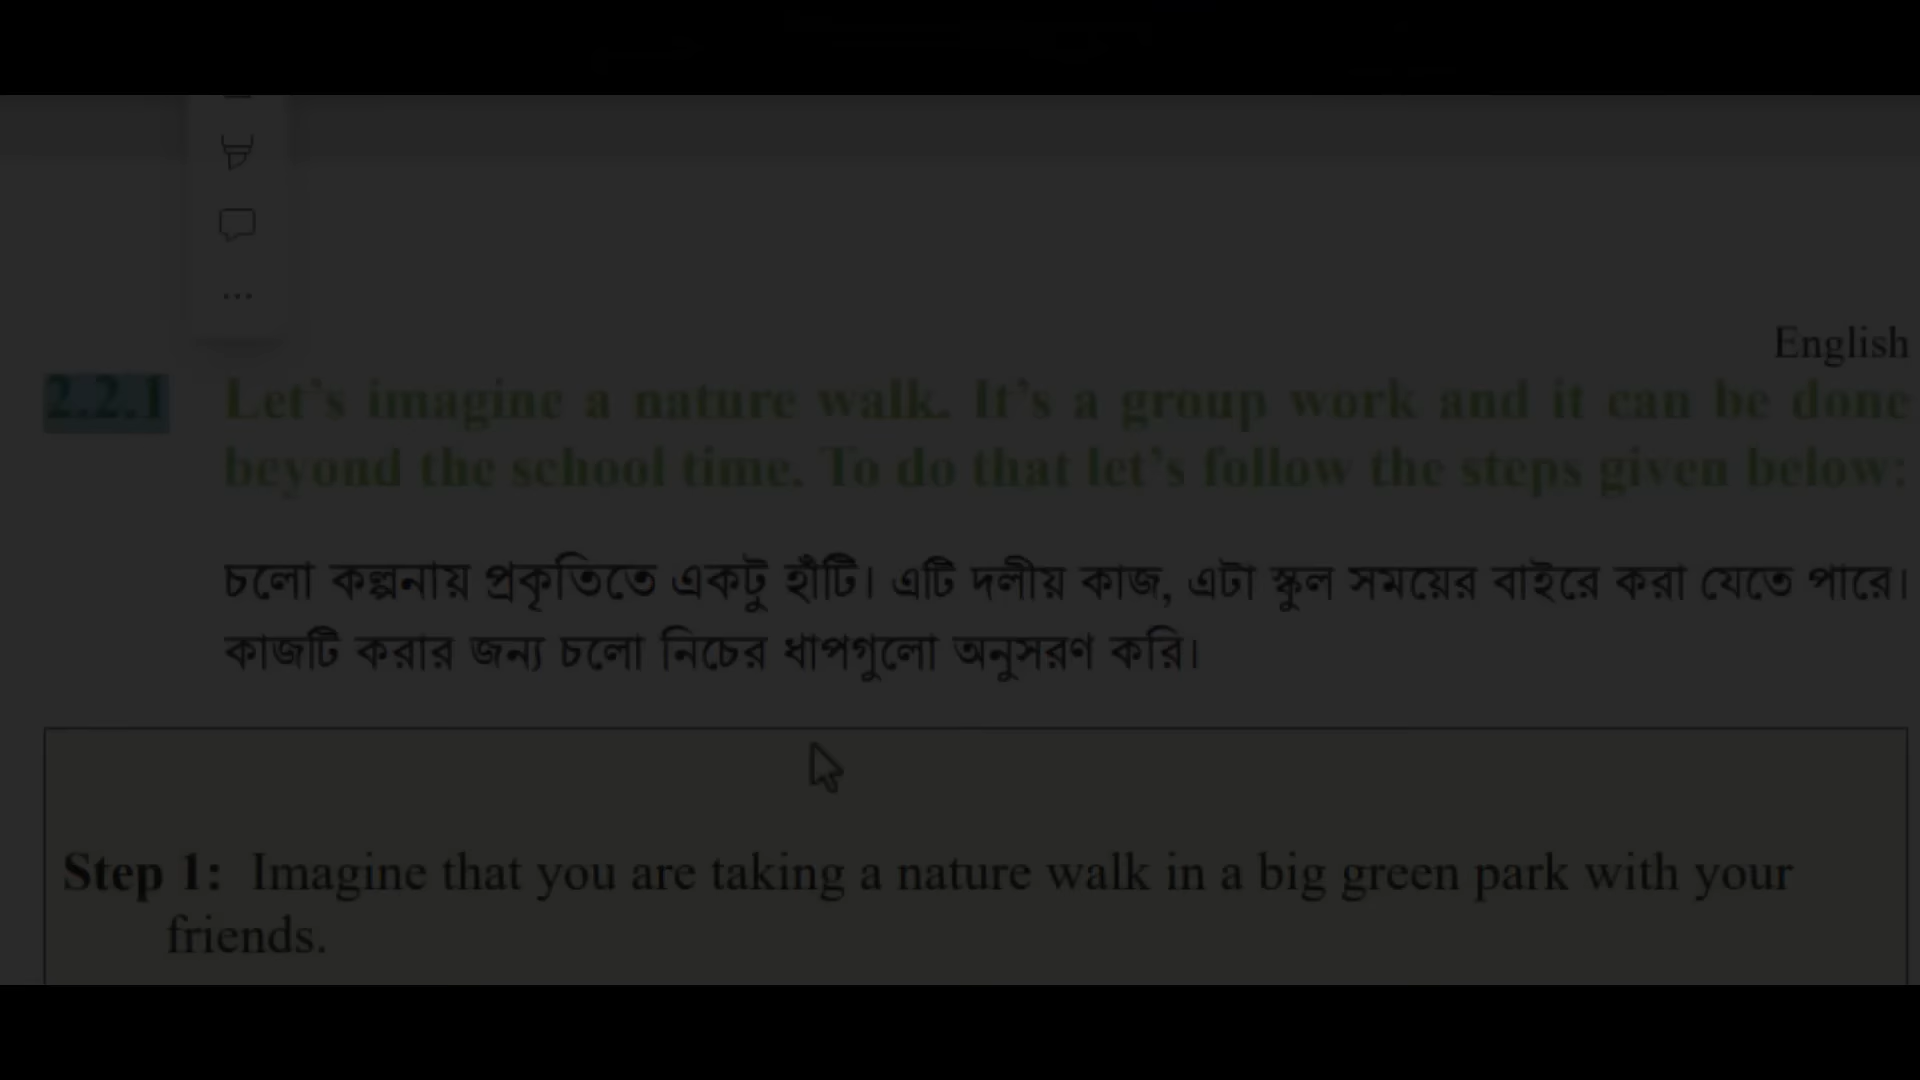 English
2.2.1 Let's imagine a nature walk. It's a group work and it can be done
beyond the school time. To do that let's follow the steps given below:
চলো কল্পনায় প্রকৃতিতে একটু হাঁটি। এটি দলীয় কাজ, এটা স্কুল সময়ের বাইরে করা যেতে পারে।
কাজটি করার জন্য চলো নিচের ধাপগুলো অনুসরণ করি।
Step 1: Imagine that you are taking a nature walk in a big green park with your
friends.